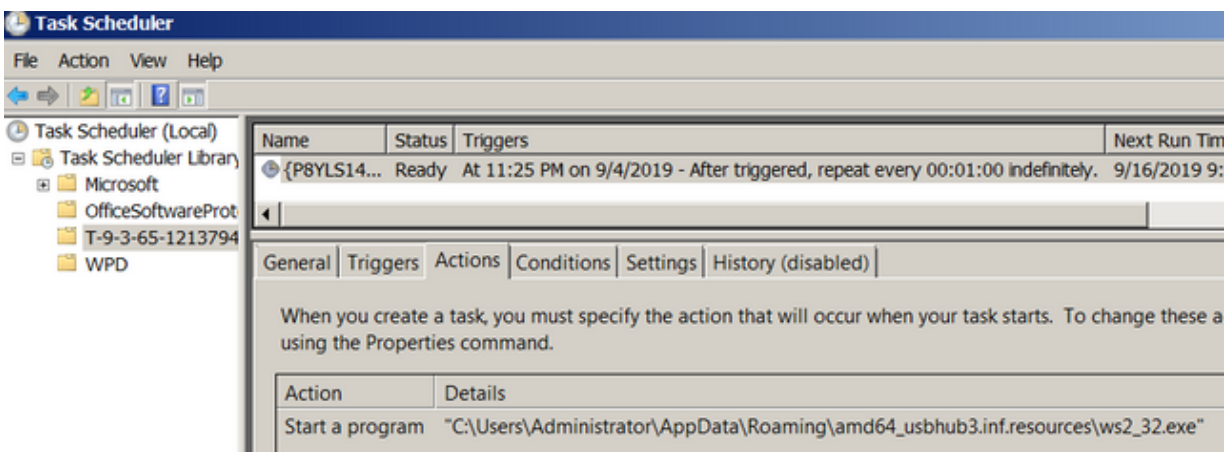 Task Scheduler
File Action View Help
Task Scheduler (Local)
Task Scheduler Library
Microsoft
OfficeSoftwareProt
T-9-3-65-1213794
WPD
Name Status Triggers Next Run Tim
{P8YLS14... Ready At 11:25 PM on 9/4/2019 - After triggered, repeat every 00:01:00 indefinitely. 9/16/2019 9:
General Triggers Actions Conditions Settings History (disabled)
When you create a task, you must specify the action that will occur when your task starts. To change these a
using the Properties command.
Action Details
Start a program "C:\Users\Administrator\AppData\Roaming\amd64_usbhub3.inf.resources\ws2_32.exe"